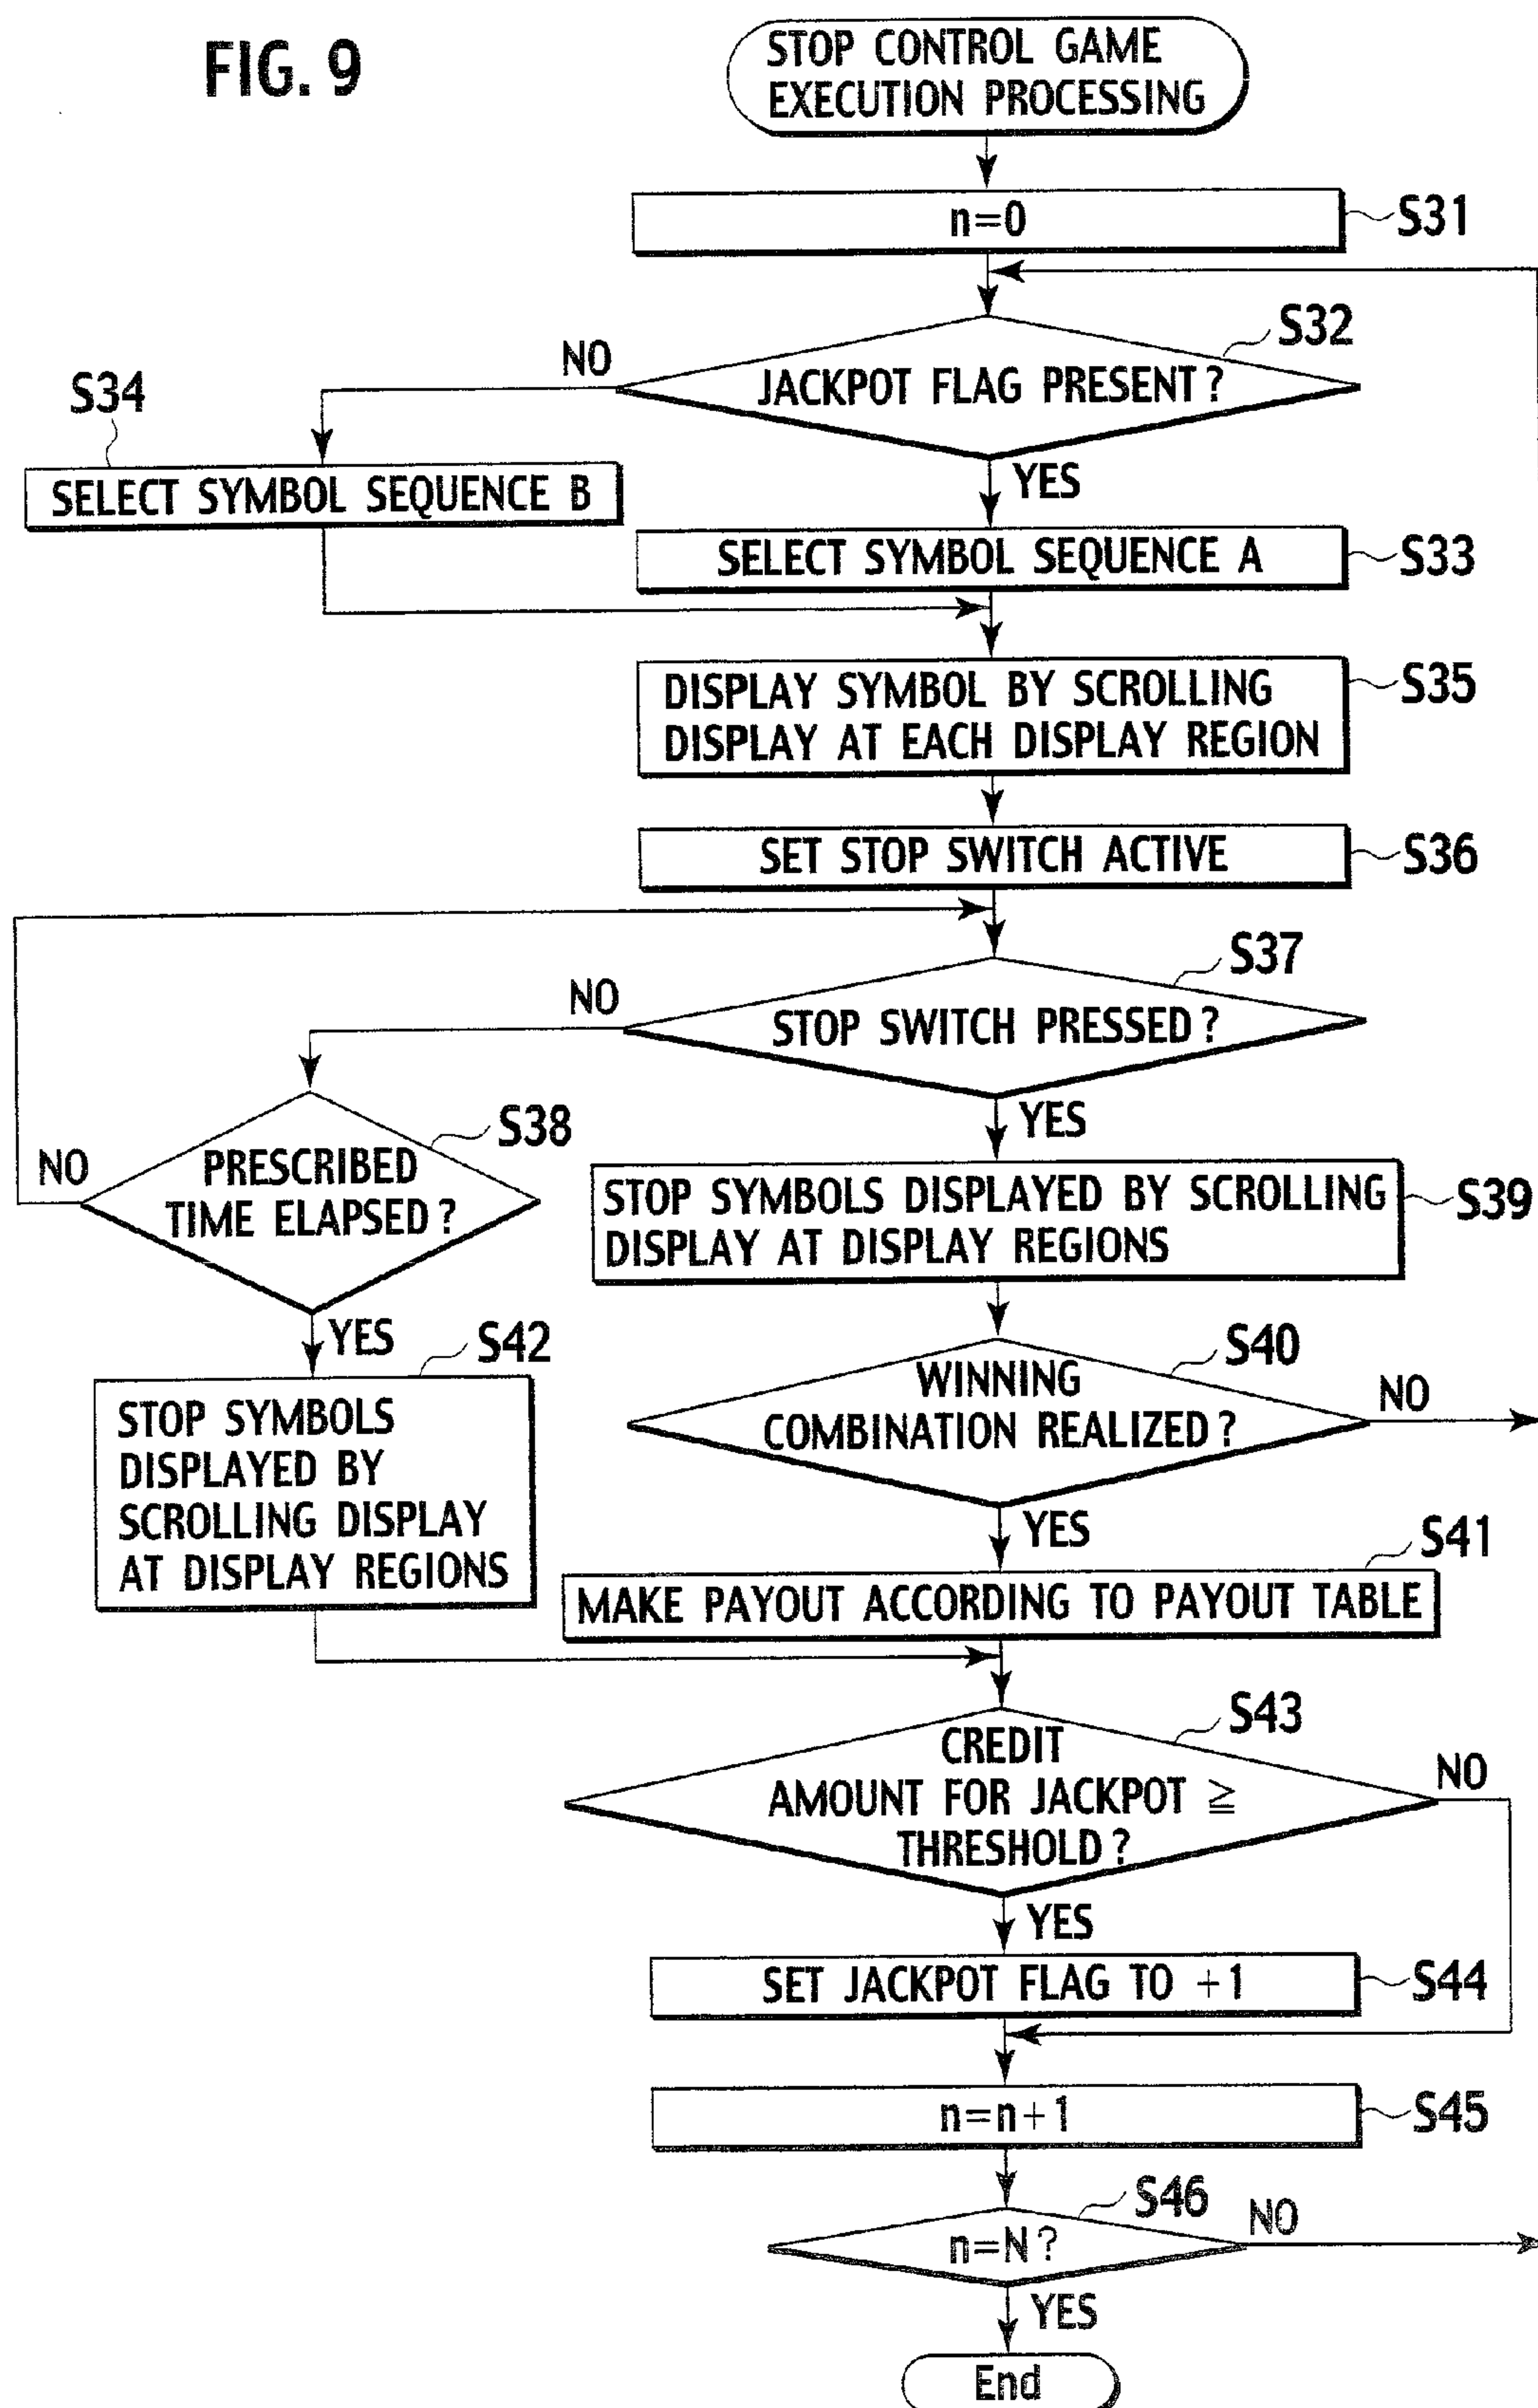 FIG. 9
STOP CONTROL GAME
EXECUTION PROCESSING
n=0
S31
S32
JACKPOT FLAG PRESENT?
NO
YES
S34
SELECT SYMBOL SEQUENCE B
SELECT SYMBOL SEQUENCE A
S33
DISPLAY SYMBOL BY SCROLLING
DISPLAY AT EACH DISPLAY REGION
S35
SET STOP SWITCH ACTIVE
S36
S37
STOP SWITCH PRESSED?
NO
YES
S38
PRESCRIBED
TIME ELAPSED?
NO
YES
STOP SYMBOLS DISPLAYED BY SCROLLING
DISPLAY AT DISPLAY REGIONS
S39
S42
STOP SYMBOLS
DISPLAYED BY
SCROLLING DISPLAY
AT DISPLAY REGIONS
S40
WINNING
COMBINATION REALIZED?
NO
YES
S41
MAKE PAYOUT ACCORDING TO PAYOUT TABLE
S43
CREDIT
AMOUNT FOR JACKPOT ≧
THRESHOLD?
NO
YES
SET JACKPOT FLAG TO +1
S44
n=n+1
S45
S46
n=N?
NO
YES
End